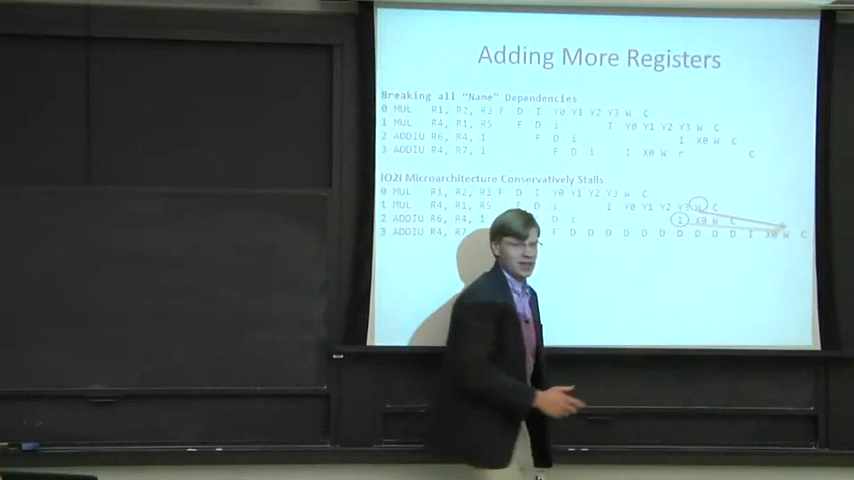 Adding More Registers
Breaking all "Name" Dependencies
0 MUL R1, R2, R3 F D I Y0 Y1 Y2 Y3 W C
1 MUL R4, R1, R5 F D i I Y0 Y1 Y2 Y3 W C
2 ADDIU R6, R4, 1 F D i I X0 W C
3 ADDIU R4, R7, 1 F D i I X0 W r C
IO2I Microarchitecture Conservatively Stalls
0 MUL R1, R2, R3 F D I Y0 Y1 Y2 Y3 W C
1 MUL R4, R1, R5 F D i I Y0 Y1 Y2 Y3 W C
2 ADDIU R6, R4, 1 D i I X0 W C
3 ADDIU R4, R7 F D D D D D D D D D D D I X0 W C